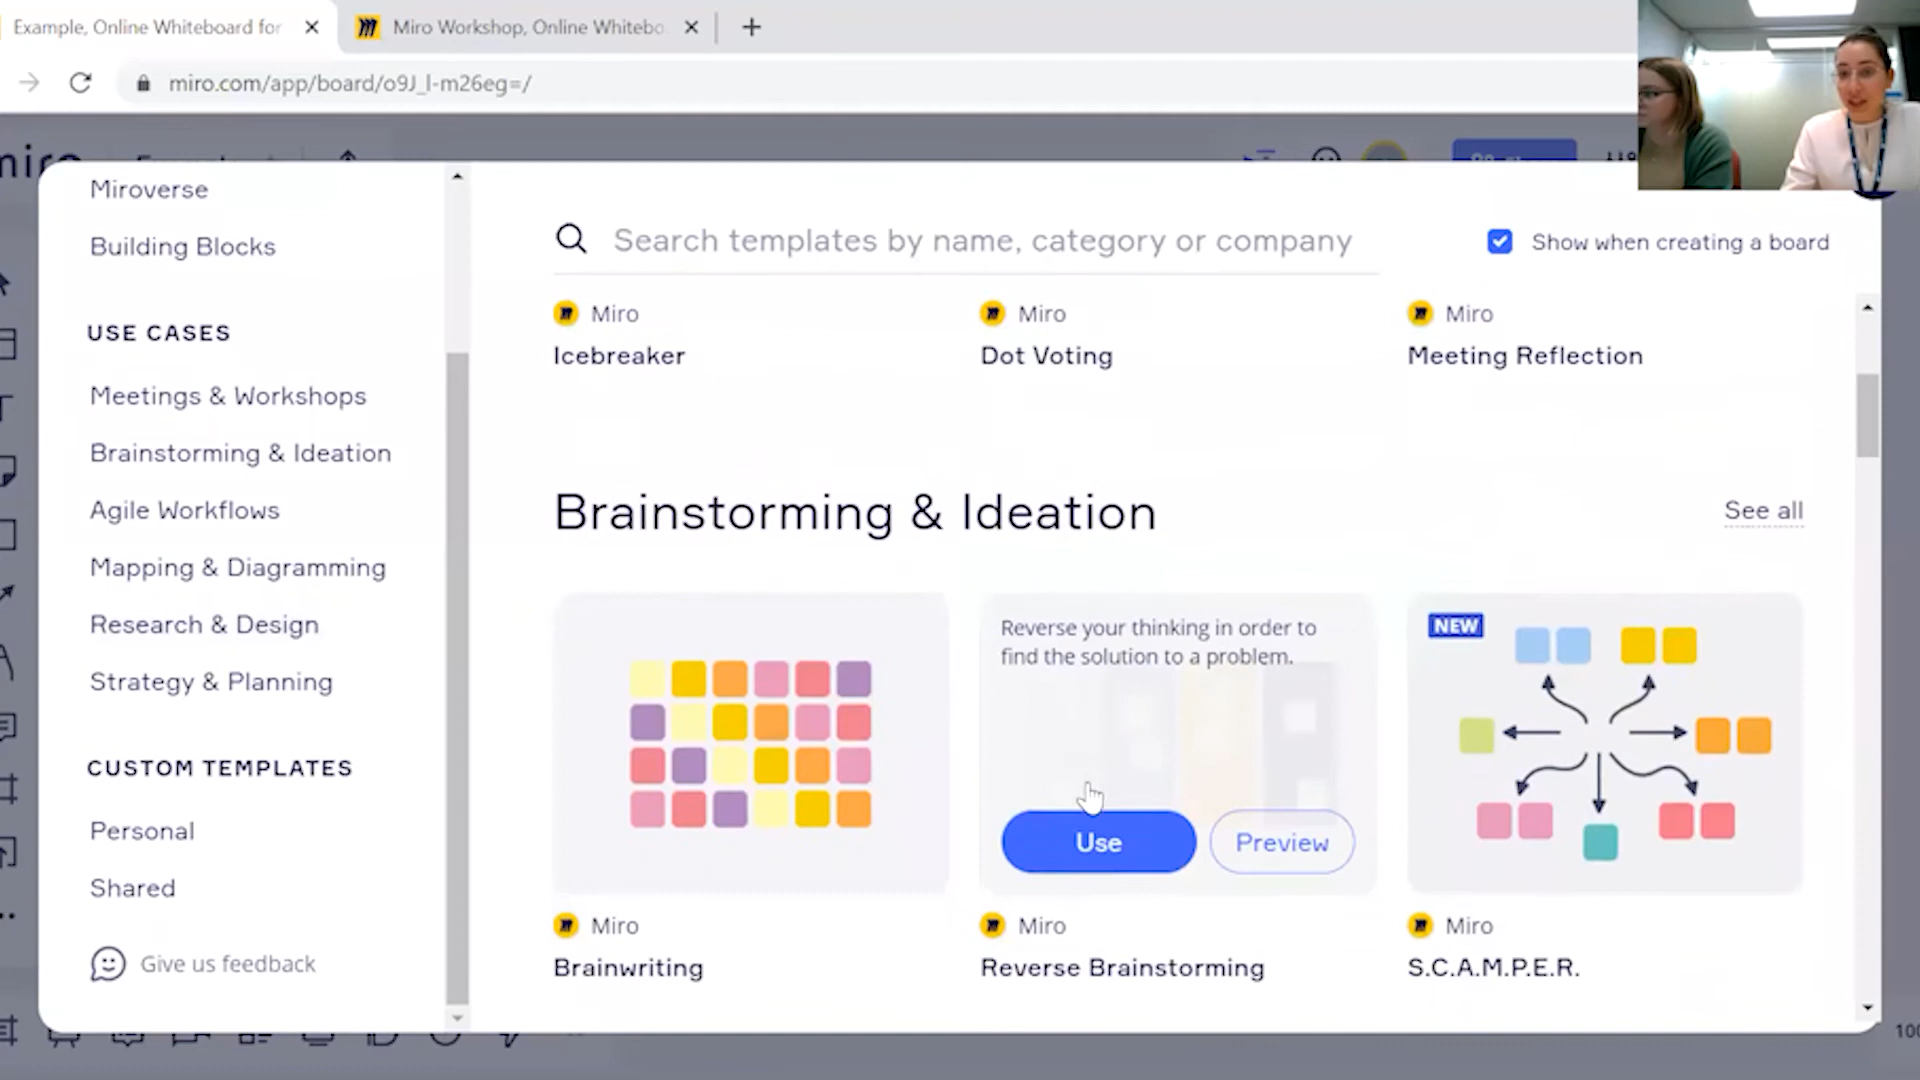 Example, Online Whiteboard for
Miro Workshop, Online Whitebo
miro.com/app/board/o9J_l-m26eg=/
Miroverse
Building Blocks
USE CASES
Meetings & Workshops
Brainstorming & Ideation
Agile Workflows
Mapping & Diagramming
Research & Design
Strategy & Planning
CUSTOM TEMPLATES
Personal
Shared
Give us feedback
Search templates by name, category or company
Show when creating a board
Miro
Icebreaker
Miro
Dot Voting
Miro
Meeting Reflection
Brainstorming & Ideation
See all
Reverse your thinking in order to
find the solution to a problem.
Use
Preview
NEW
Miro
Brainwriting
Miro
Reverse Brainstorming
Miro
S.C.A.M.P.E.R.